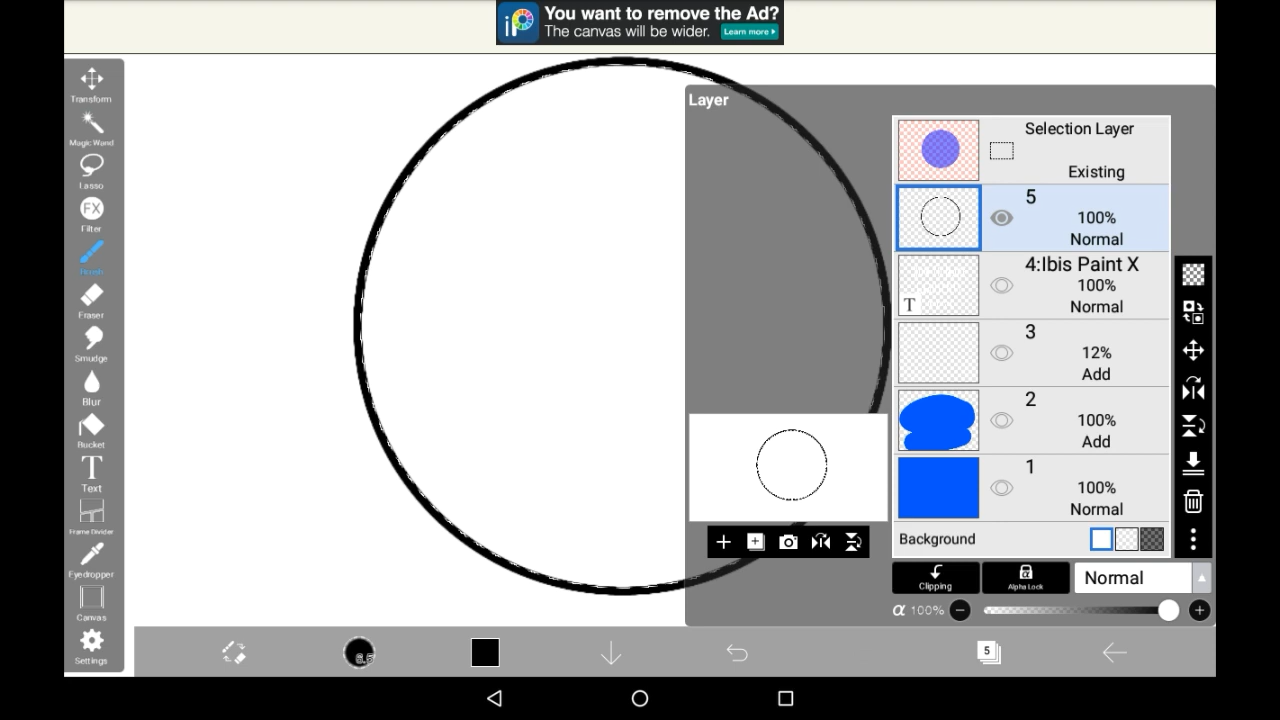 You want to remove the Ad?
The canvas will be wider.
Learn more
iP
Transform
Magic Wand
Lasso
FX
Filter
Brush
Eraser
Smudge
Blur
Bucket
T
Text
Frame Divider
Eyedropper
Canvas
Settings
Layer
Selection Layer
Existing
5
100%
Normal
4:Ibis Paint X
100%
Normal
T
3
12%
Add
2
100%
Add
1
100%
Normal
Background
Clipping
α
Alpha Lock
Normal
α 100%
5